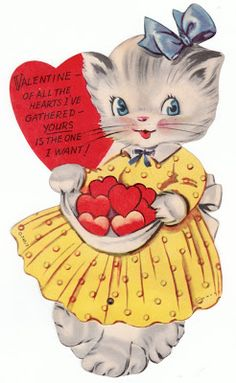 VALENTINE -
OF ALL THE
HEARTS I'VE
GATHERED -
YOURS
IS THE ONE
I WANT!